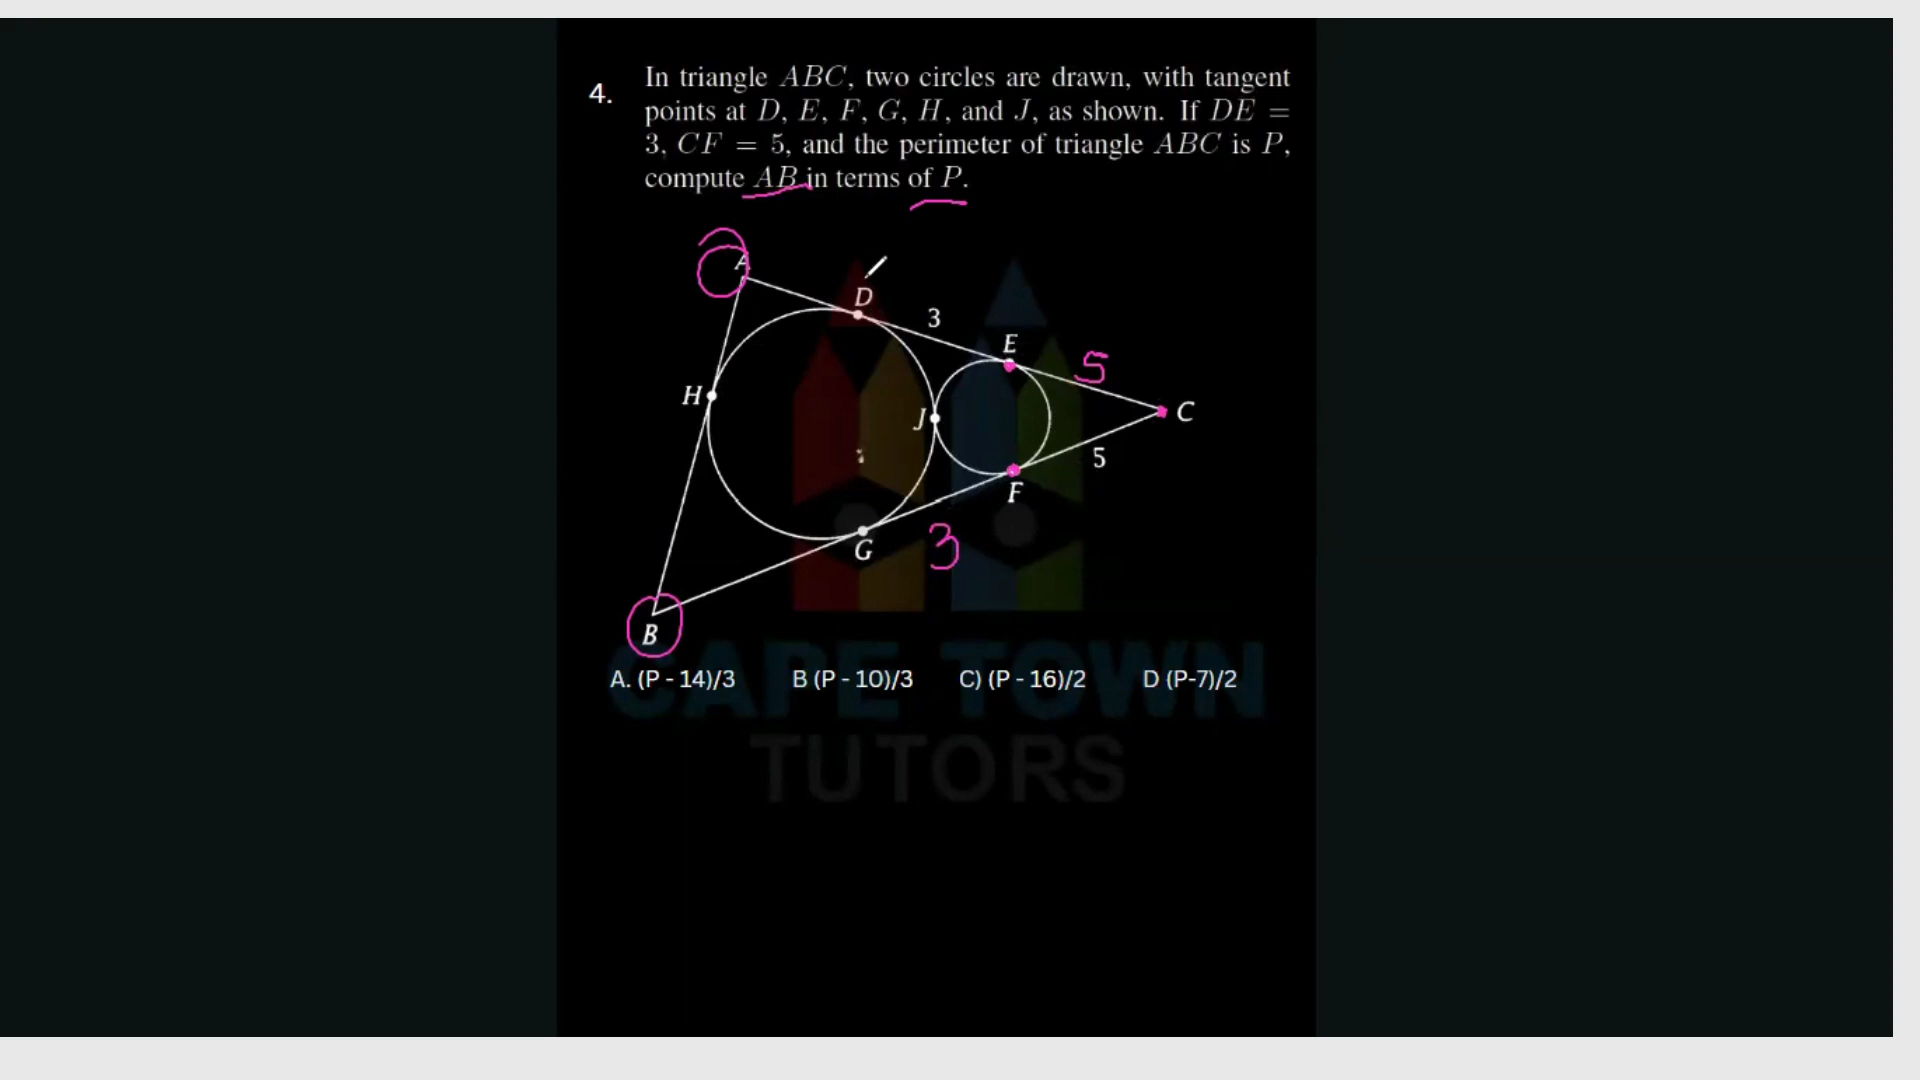 4.
In triangle ABC, two circles are drawn, with tangent
points at D, E, F, G, H, and J, as shown. If DE =
3, CF = 5, and the perimeter of triangle ABC is P,
compute AB in terms of P.
A
D
3
E
5
H
J
C
5
F
3
G
B
A. (P - 14)/3 B (P - 10)/3 C) (P - 16)/2 D (P-7)/2
CAPE TOWN
TUTORS